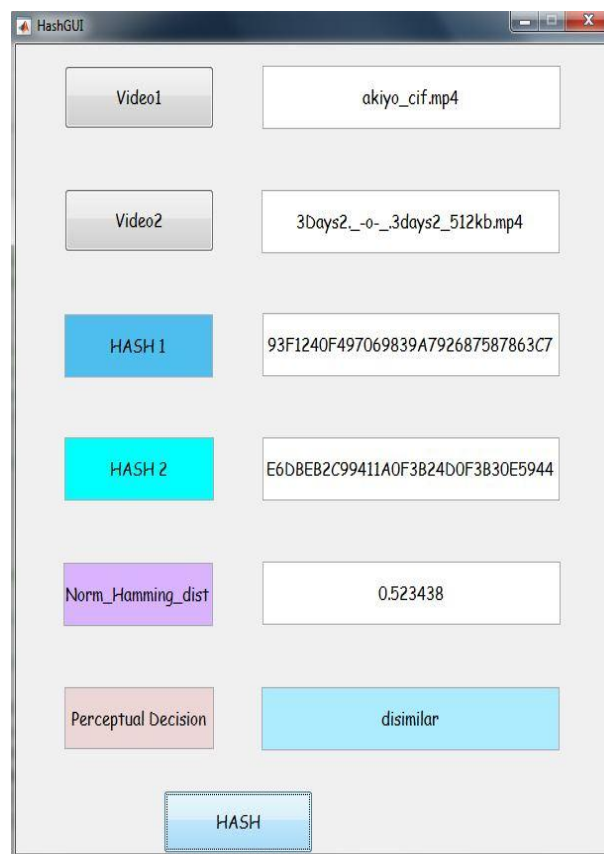 HashGUI
Video1
akiyo_cif.mp4
Video2
3Days2._-o-_.3days2_512kb.mp4
HASH 1
93F1240F497069839A792687587863C7
HASH 2
E6DBEB2C99411A0F3B24D0F3B30E5944
Norm_Hamming_dist
0.523438
Perceptual Decision
disimilar
HASH